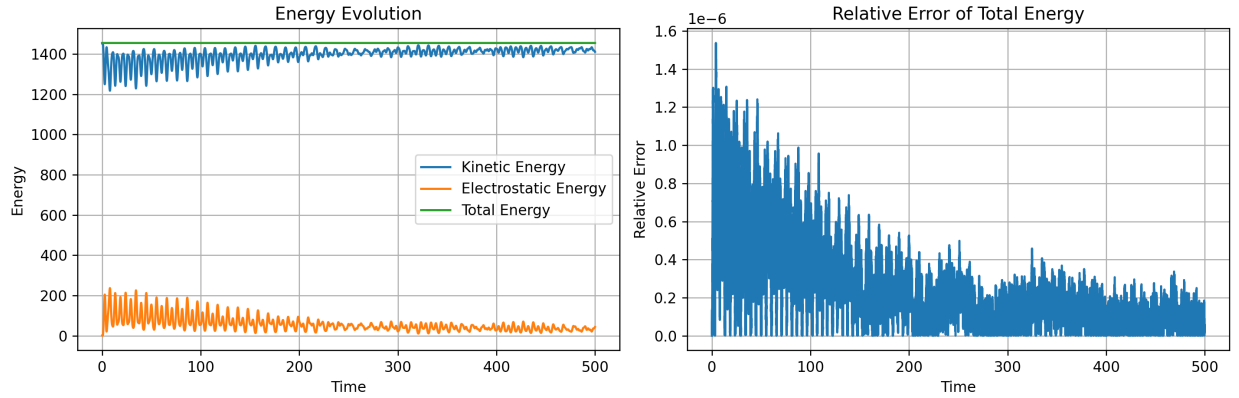 Energy Evolution
1400
1200
1000
800
600
400
200
0
Energy
Kinetic Energy
Electrostatic Energy
Total Energy
0
100
200
300
400
500
Time
Relative Error of Total Energy
1e−6
1.6
1.4
1.2
1.0
0.8
0.6
0.4
0.2
0.0
Relative Error
0
100
200
300
400
500
Time